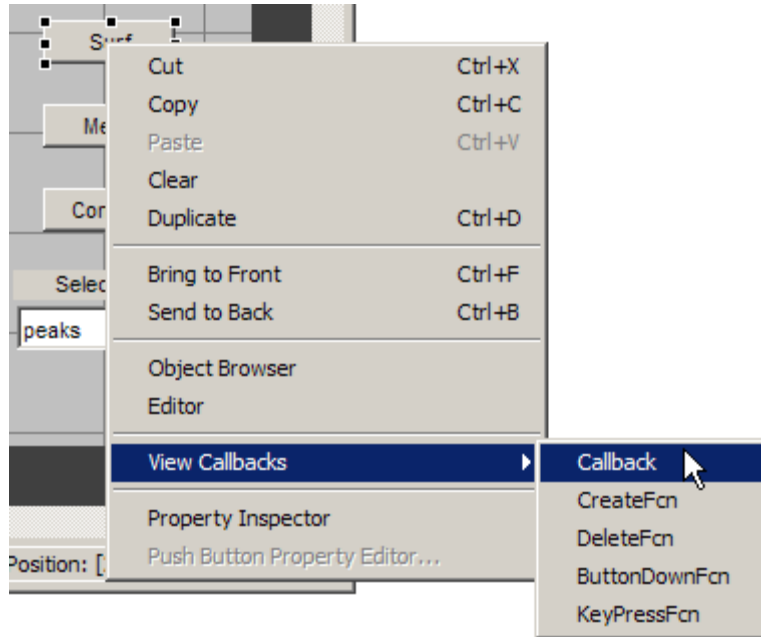 Surf
Cut Ctrl+X
Copy Ctrl+C
Paste Ctrl+V
Clear
Duplicate Ctrl+D
Bring to Front Ctrl+F
Send to Back Ctrl+B
peaks
Object Browser
Editor
View Callbacks Callback
CreateFcn
Property Inspector
DeleteFcn
Push Button Property Editor...
Position: [
ButtonDownFcn
KeyPressFcn